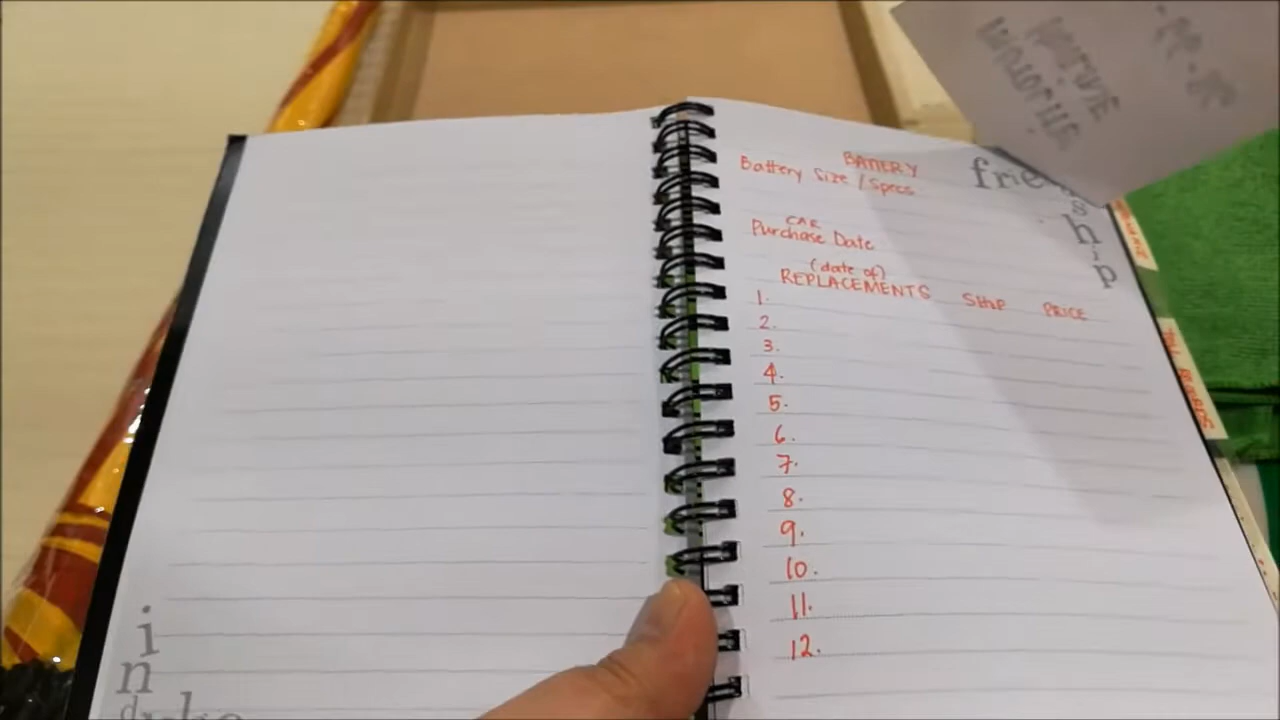 BATTERY
Battery Size / Specs
CAR
Purchase Date
(date of)
REPLACEMENTS SHOP PRICE
1.
2.
3.
4.
5.
6.
7.
8.
9.
10.
11.
12.
frie
s
h
i
p
i
n